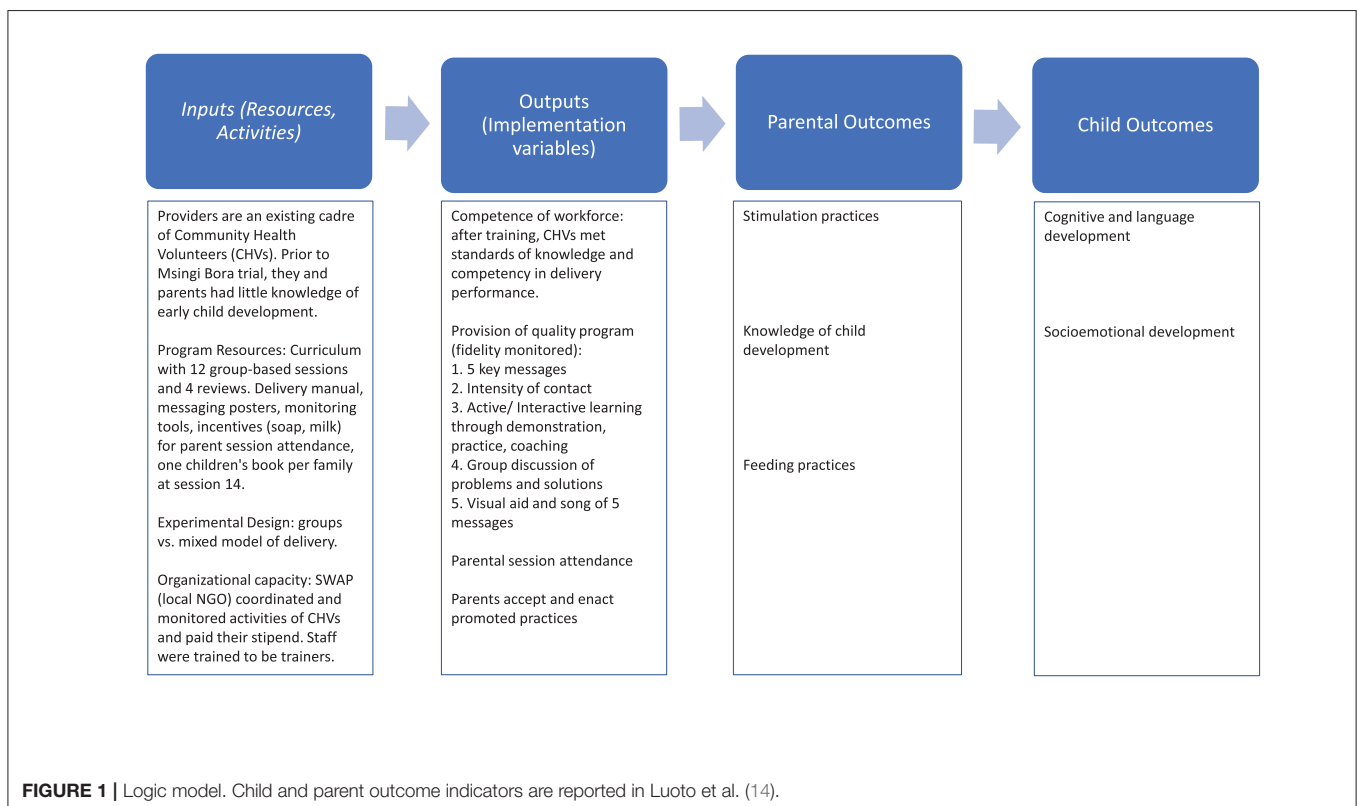 Inputs (Resources,
Activities)
Outputs
(Implementation
variables)
Parental Outcomes
Child Outcomes
Providers are an existing cadre
of Community Health
Volunteers (CHVs). Prior to
Msingi Bora trial, they and
parents had little knowledge of
early child development.
Program Resources: Curriculum
with 12 group-based sessions
and 4 reviews. Delivery manual,
messaging posters, monitoring
tools, incentives (soap, milk)
for parent session attendance,
one children's book per family
at session 14.
Experimental Design: groups
vs. mixed model of delivery.
Organizational capacity: SWAP
(local NGO) coordinated and
monitored activities of CHVs
and paid their stipend. Staff
were trained to be trainers.
Competence of workforce:
after training, CHVs met
standards of knowledge and
competency in delivery
performance.
Provision of quality program
(fidelity monitored):
1. 5 key messages
2. Intensity of contact
3. Active/ Interactive learning
through demonstration,
practice, coaching
4. Group discussion of
problems and solutions
5. Visual aid and song of 5
messages
Parental session attendance
Parents accept and enact
promoted practices
Stimulation practices
Knowledge of child
development
Feeding practices
Cognitive and language
development
Socioemotional development
FIGURE 1 | Logic model. Child and parent outcome indicators are reported in Luoto et al. (14).